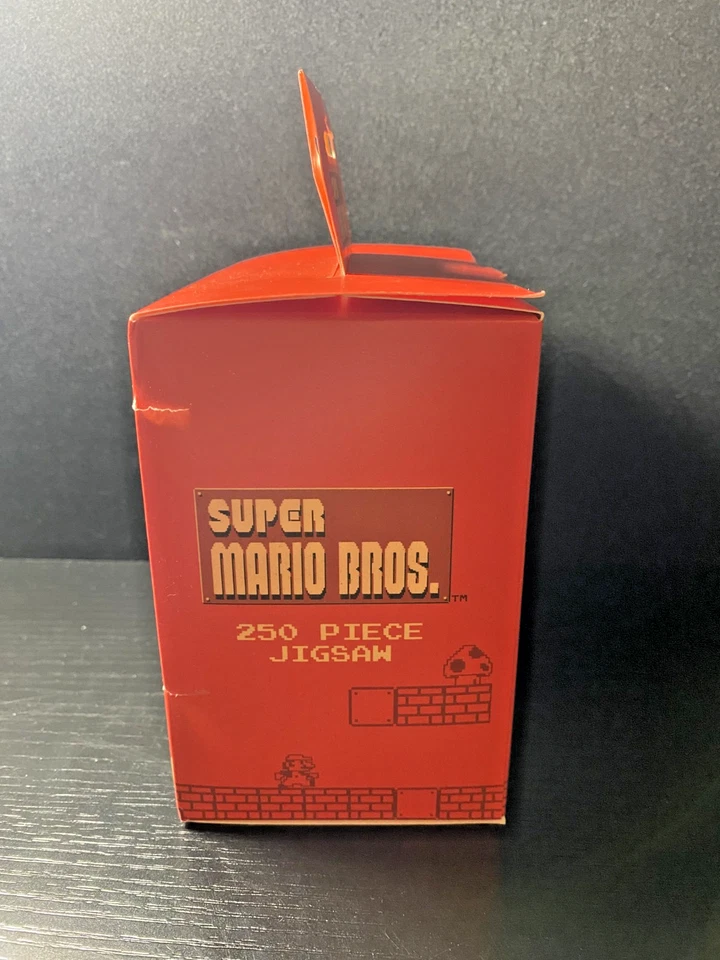 SUPER
MARIO BROS.
TM
250 PIECE
JIGSAW